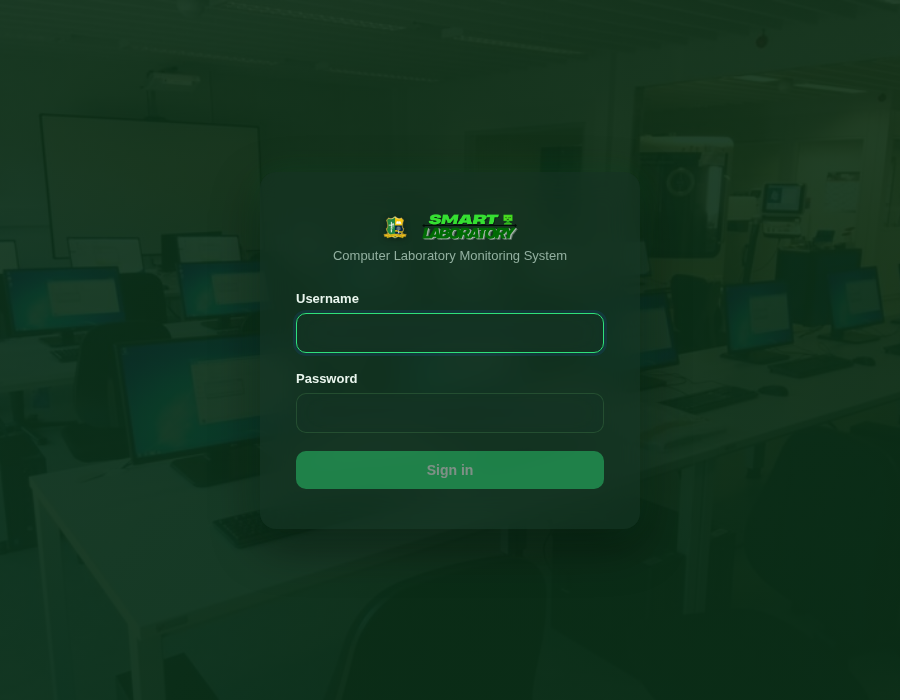 SMART
LABORATORY
Computer Laboratory Monitoring System
Username
Password
Sign in